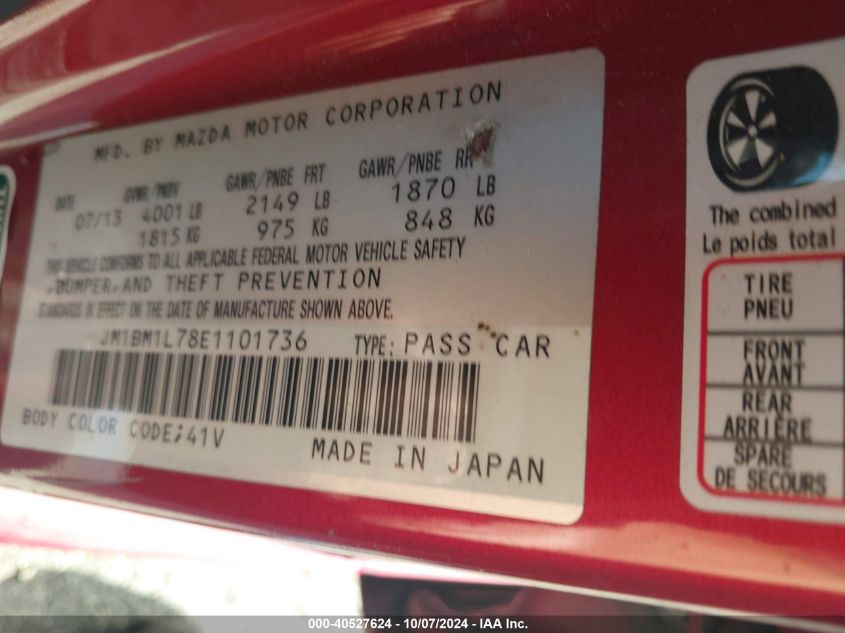 MFD. BY MAZDA MOTOR CORPORATION
DATE GVWR/PNBV GAWR/PNBE FRT GAWR/PNBE RR
07/13 4001 LB 2149 LB 1870 LB
1815 KG 975 KG 848 KG
THIS VEHICLE CONFORMS TO ALL APPLICABLE FEDERAL MOTOR VEHICLE SAFETY
,BUMPER,AND THEFT PREVENTION
STANDARDS IN EFFECT ON THE DATE OF MANUFACTURE SHOWN ABOVE.
JM1BM1L78E1101736 TYPE: PASS CAR
BODY COLOR CODE;41V
MADE IN JAPAN
The combined
Le poids total
TIRE
PNEU
FRONT
AVANT
REAR
ARRIÈRE
SPARE
DE SECOURS
000-40527624 - 10/07/2024 - IAAI, Inc.